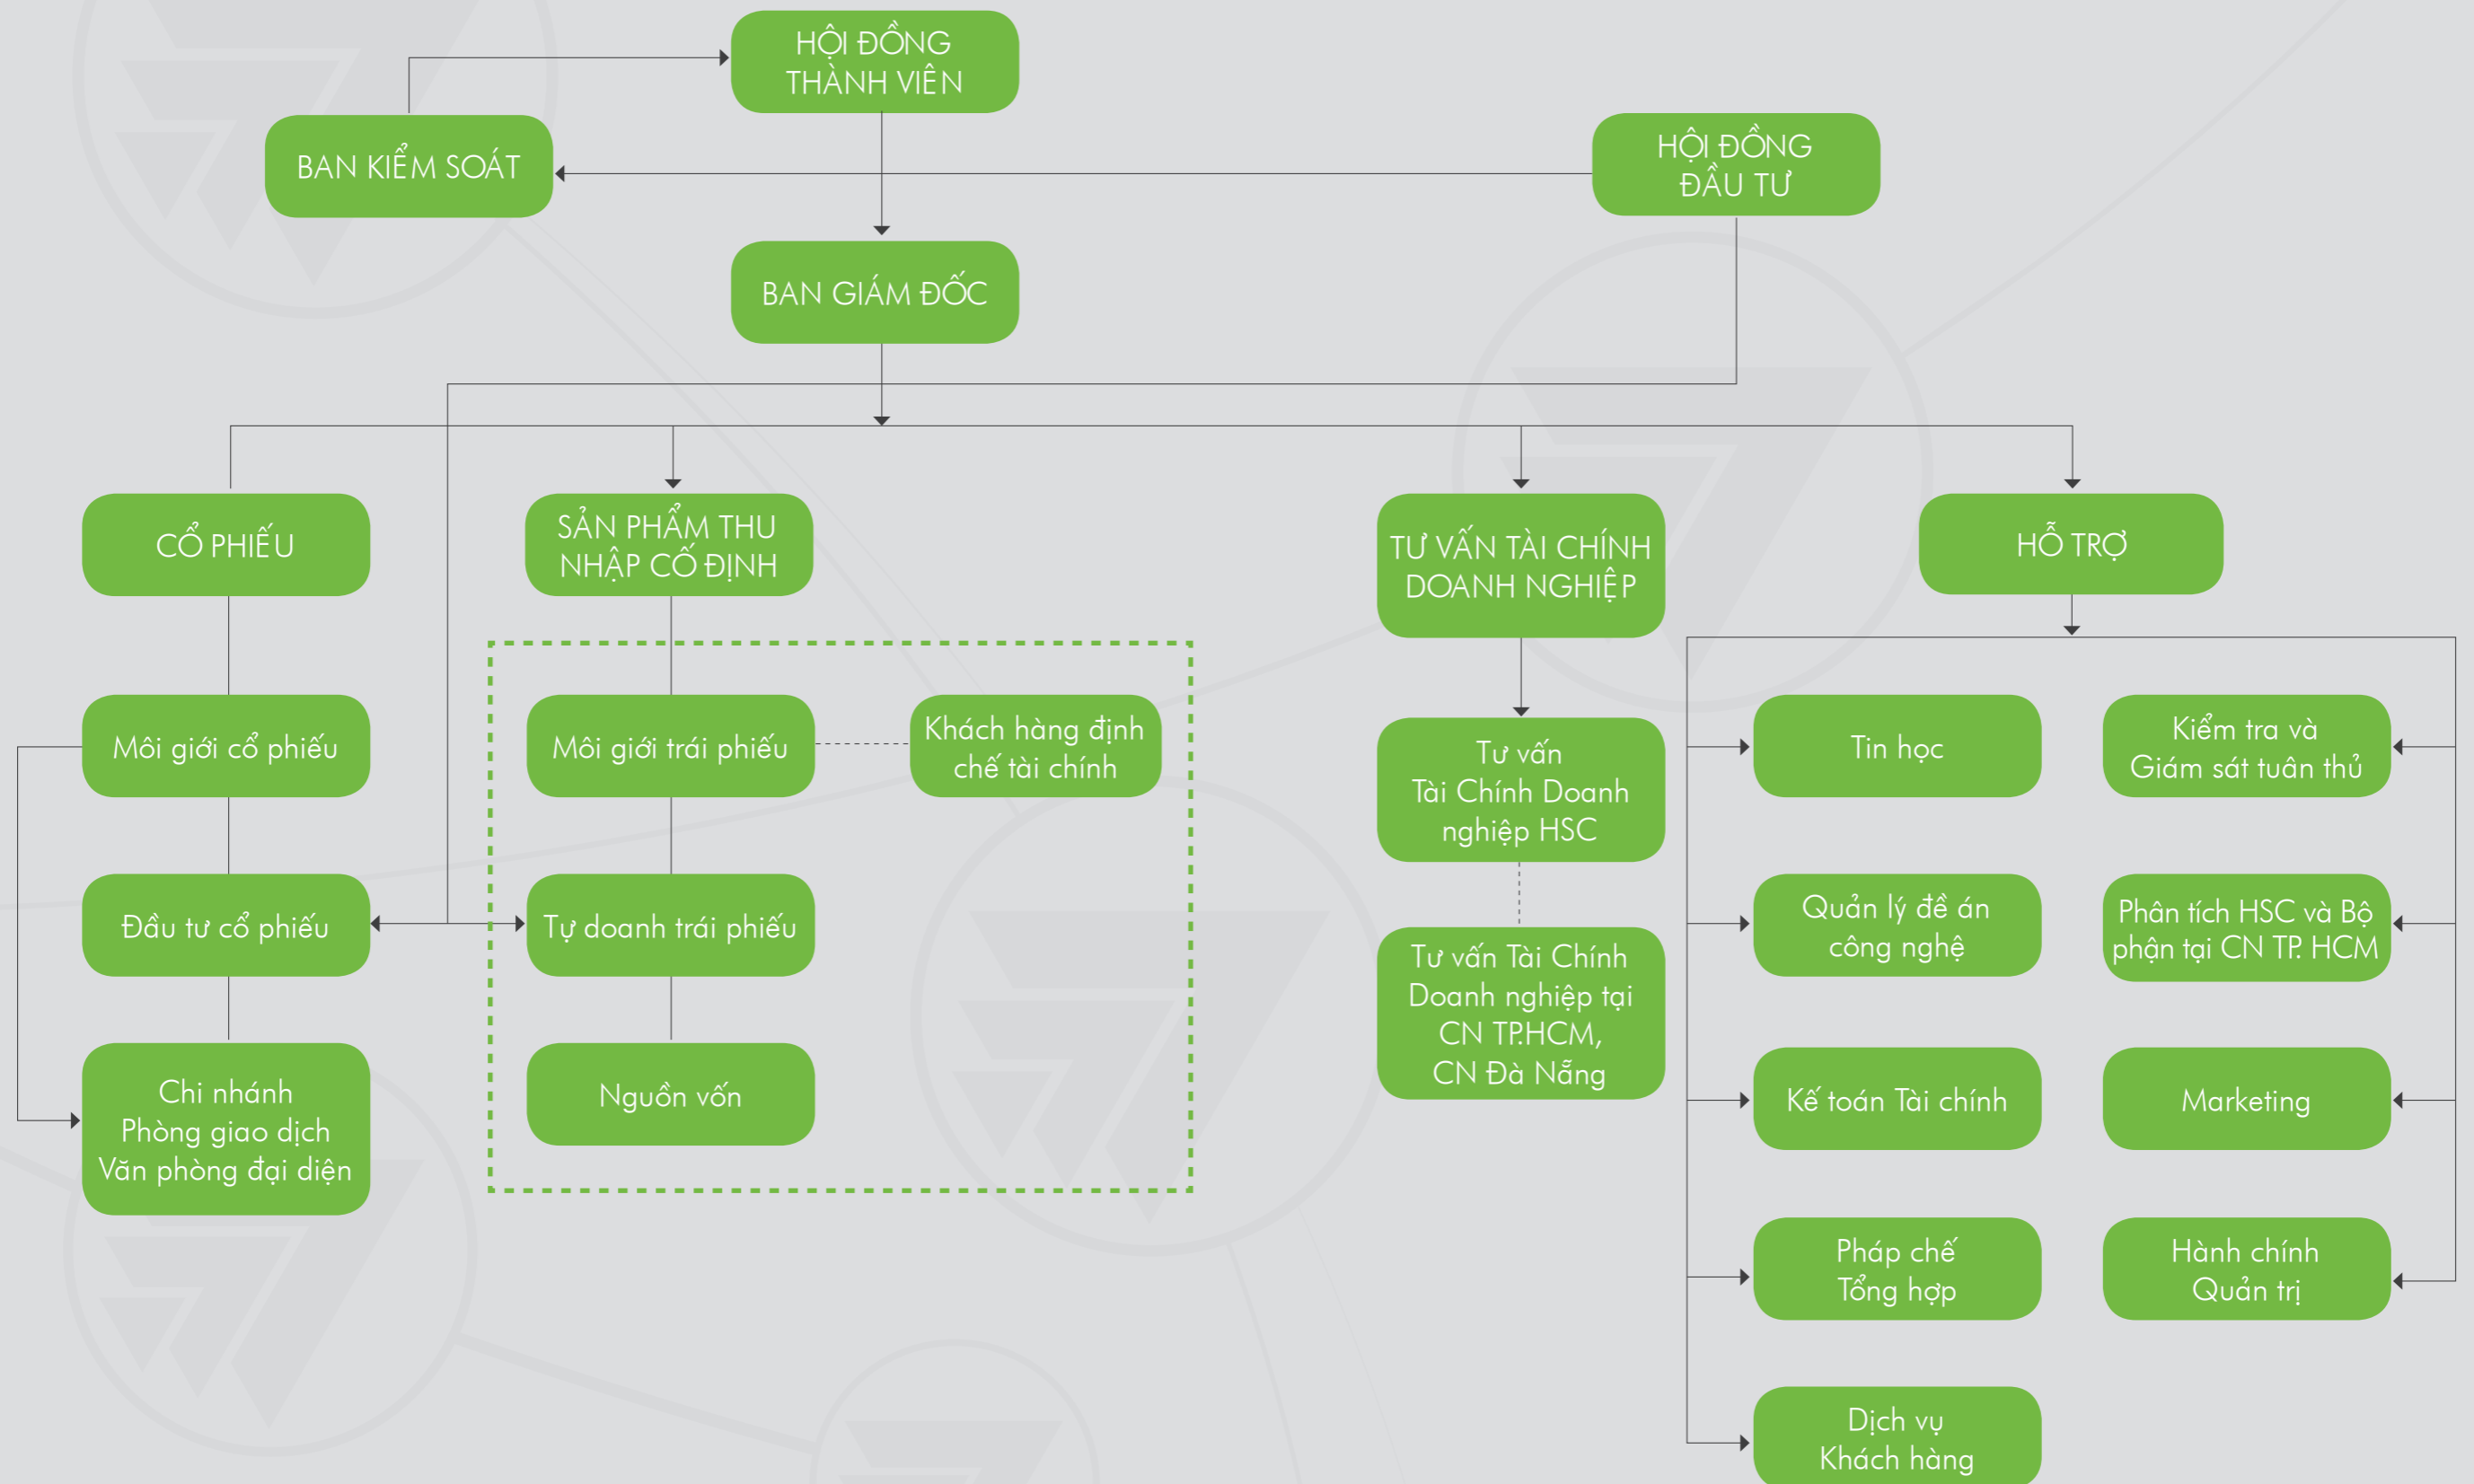 HỘI ĐỒNG
THÀNH VIÊN
BAN KIỂM SOÁT
HỘI ĐỒNG
ĐẦU TƯ
BAN GIÁM ĐỐC
CỔ PHIẾU
SẢN PHẨM THU
NHẬP CỐ ĐỊNH
TƯ VẤN TÀI CHÍNH
DOANH NGHIỆP
HỖ TRỢ
Môi giới cổ phiếu
Môi giới trái phiếu
Khách hàng định
chế tài chính
Tư vấn
Tài Chính Doanh
nghiệp HSC
Tin học
Kiểm tra và
Giám sát tuân thủ
Đầu tư cổ phiếu
Tự doanh trái phiếu
Quản lý đề án
công nghệ
Phân tích HSC và Bộ
phận tại CN TP. HCM
Chi nhánh
Phòng giao dịch
Văn phòng đại diện
Nguồn vốn
Tư vấn Tài Chính
Doanh nghiệp tại
CN TP.HCM,
CN Đà Nẵng
Kế toán Tài chính
Marketing
Pháp chế
Tổng hợp
Hành chính
Quản trị
Dịch vụ
Khách hàng